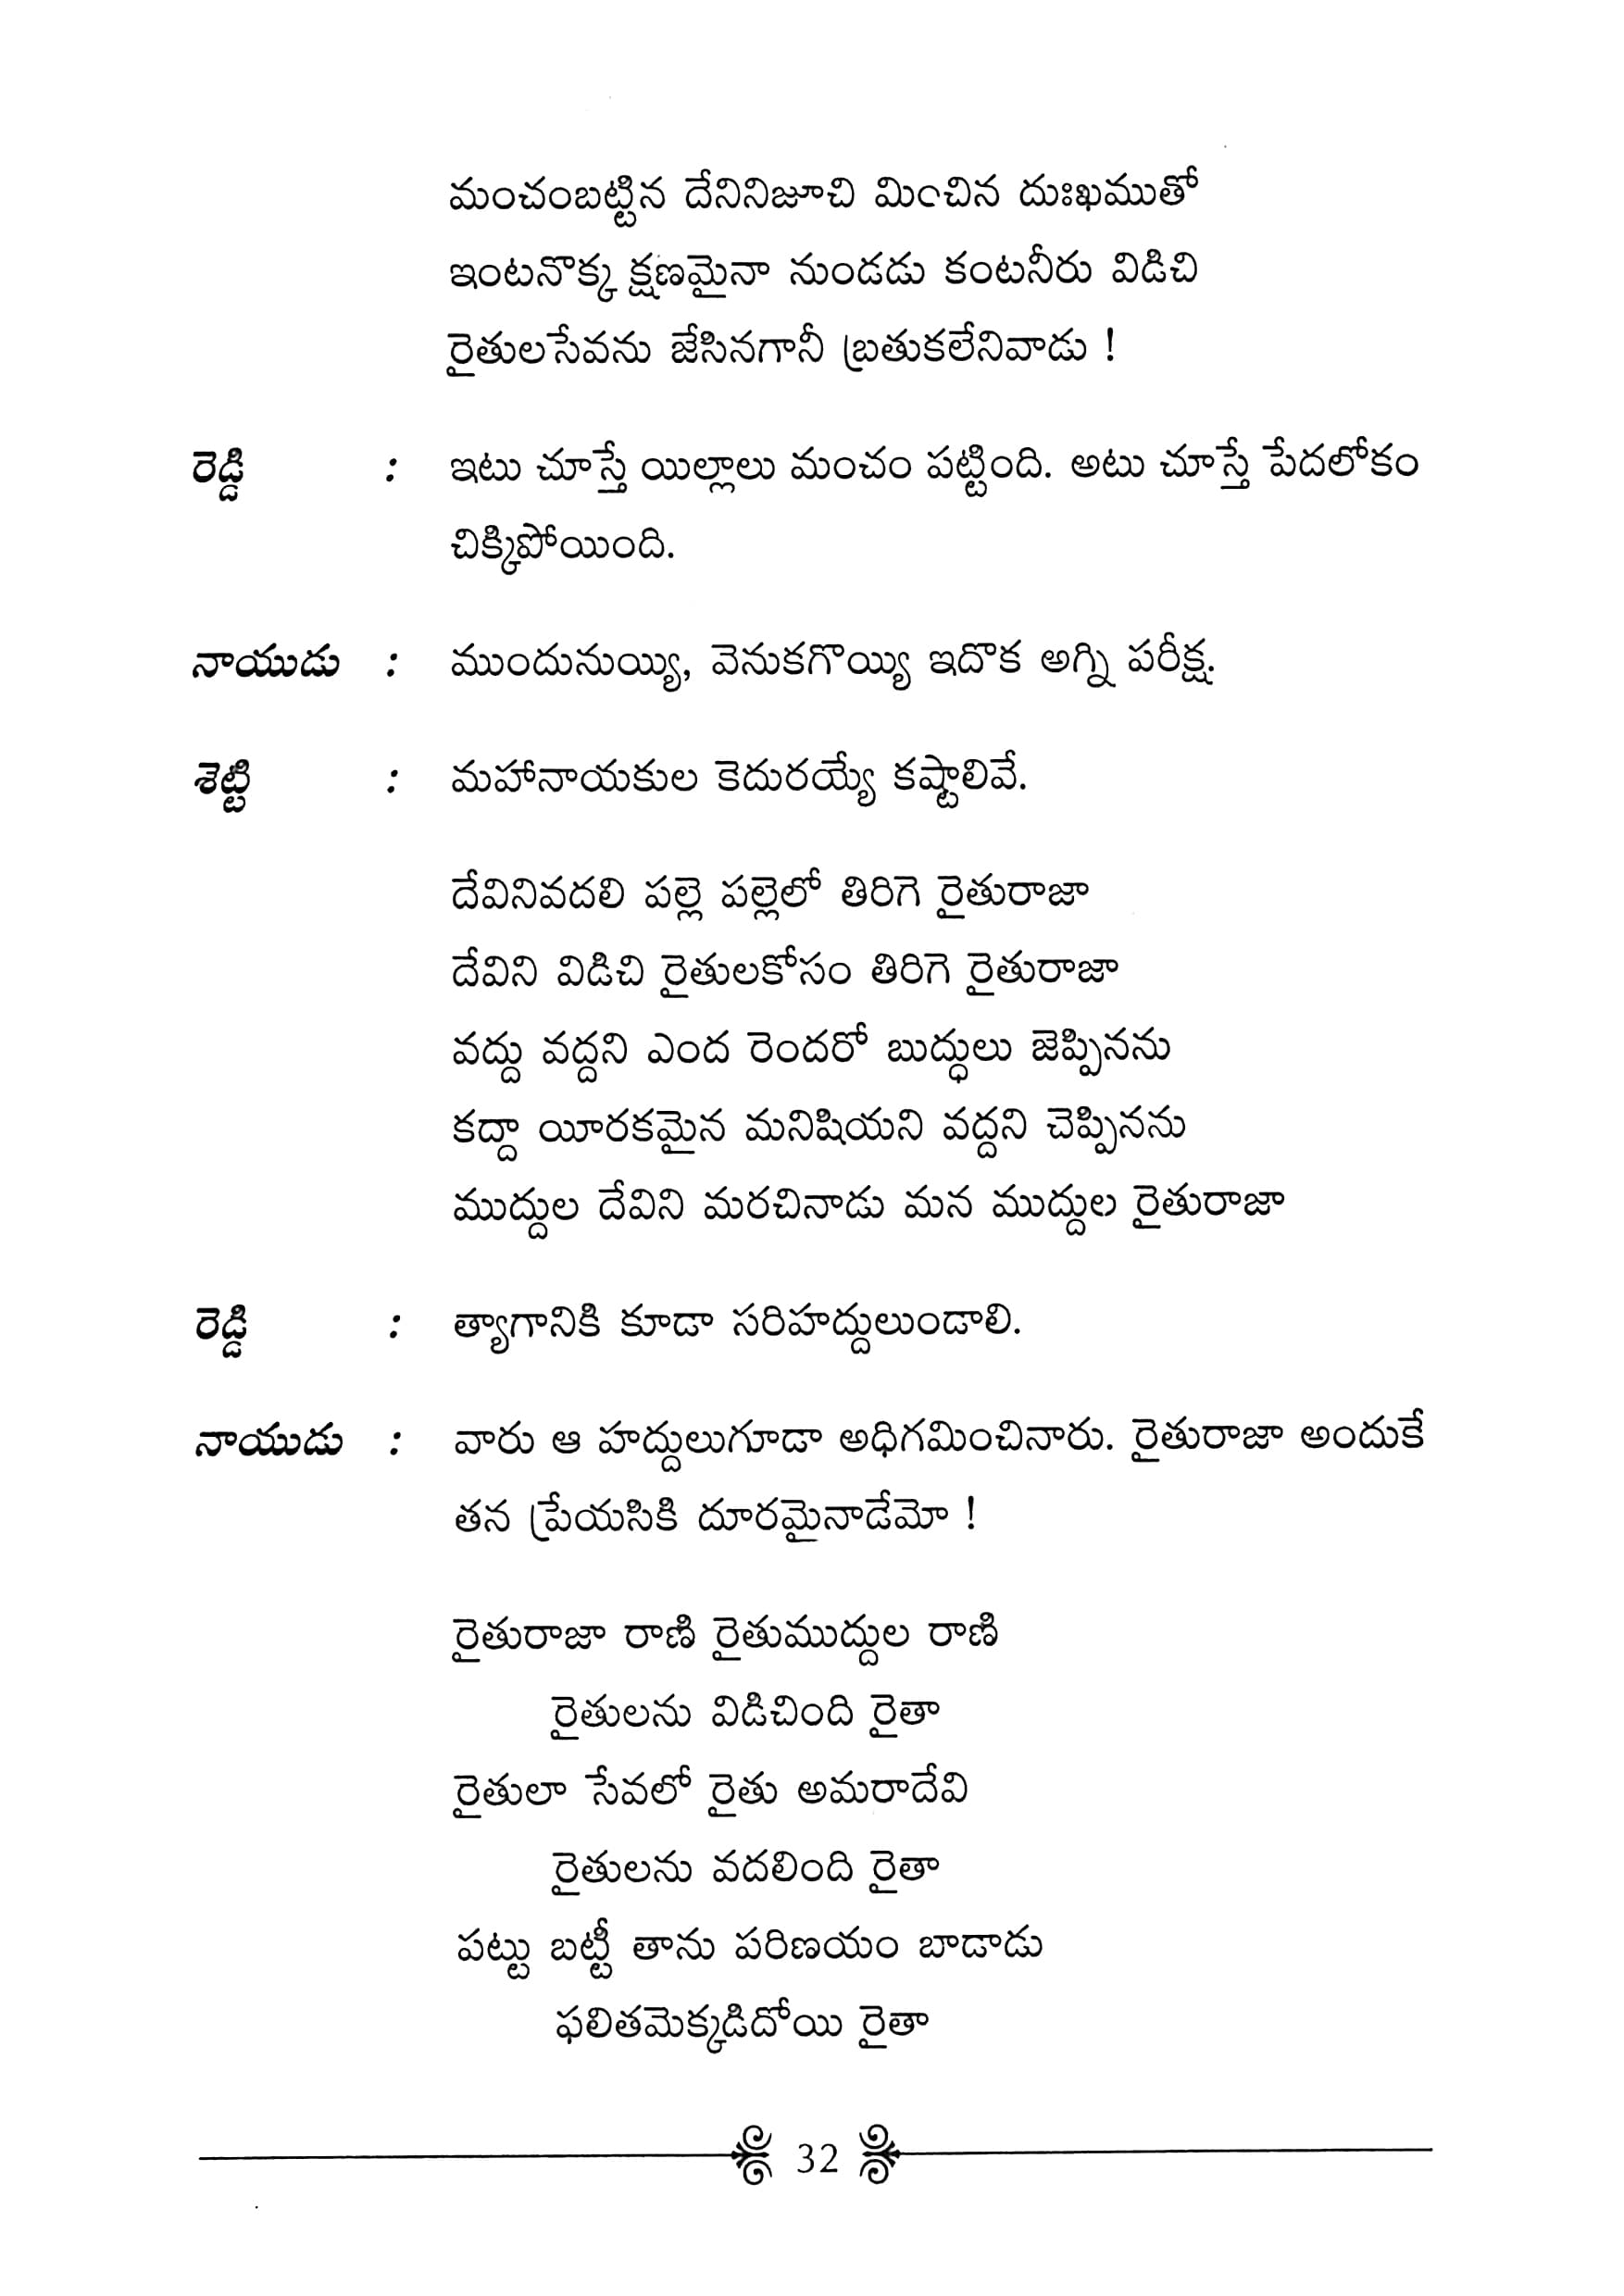 మంచంబట్టిన దేనినిజూచి మించిన దుఃఖముతో
ఇంటనొక్క క్షణమైనా నుండడు కంటనీరు విడిచి
రైతులసేవను జేసినగానీ బ్రతుకలేనివాడు !
రెడ్డి : ఇటు చూస్తే యిల్లాలు మంచం పట్టింది. అటు చూస్తే పేదలోకం
చిక్కిపోయింది.
నాయుడు : ముందునుయ్యి, వెనుకగొయ్యి ఇదొక అగ్ని పరీక్ష.
శెట్టి : మహానాయకుల కెదురయ్యే కష్టాలివే.
దేవినివదలి పల్లె పల్లెలో తిరిగె రైతురాజా
దేవిని విడిచి రైతులకోసం తిరిగె రైతురాజా
వద్దు వద్దని ఎంద రెందరో బుద్ధులు జెప్పినను
కద్దా యీరకమైన మనిషియని వద్దని చెప్పినను
ముద్దుల దేవిని మరచినాడు మన ముద్దుల రైతురాజా
రెడ్డి : త్యాగానికి కూడా సరిహద్దులుండాలి.
నాయుడు : వారు ఆ హద్దులుగూడా అధిగమించినారు. రైతురాజా అందుకే
తన ప్రేయసికి దూరమైనాడేమో !
రైతురాజా రాణి రైతుముద్దుల రాణి
రైతులను విడిచింది రైతా
రైతులా సేవలో రైతు అమరాదేవి
రైతులను వదలింది రైతా
పట్టు బట్టీ తాను పరిణయం బాడాడు
ఫలితమెక్కడిదోయి రైతా
32